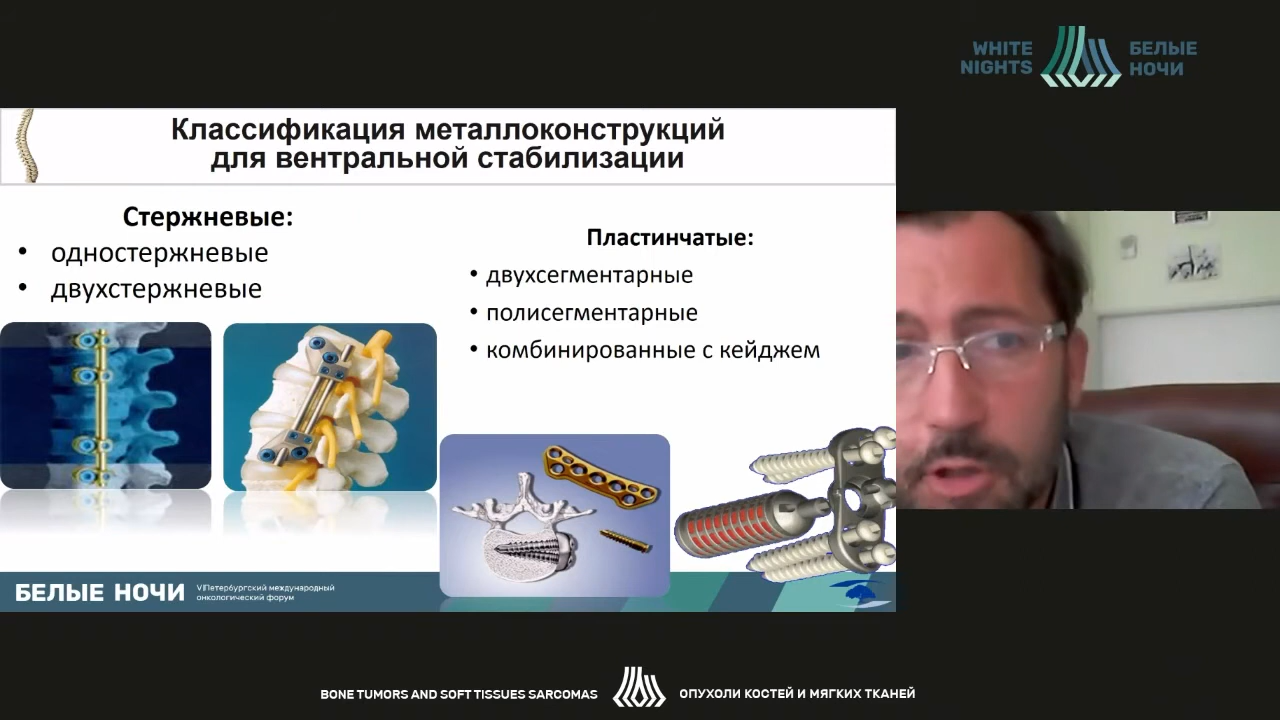 WHITE
NIGHTS
БЕЛЫЕ
НОЧИ
Классификация металлоконструкций
для вентральной стабилизации
Стержневые:
• одностержневые
• двухстержневые
Пластинчатые:
• двухсегментарные
• полисегментарные
• комбинированные с кейджем
БЕЛЫЕ НОЧИ
VI Петербургский международный
онкологический форум
BONE TUMORS AND SOFT TISSUES SARCOMAS
ОПУХОЛИ КОСТЕЙ И МЯГКИХ ТКАНЕЙ